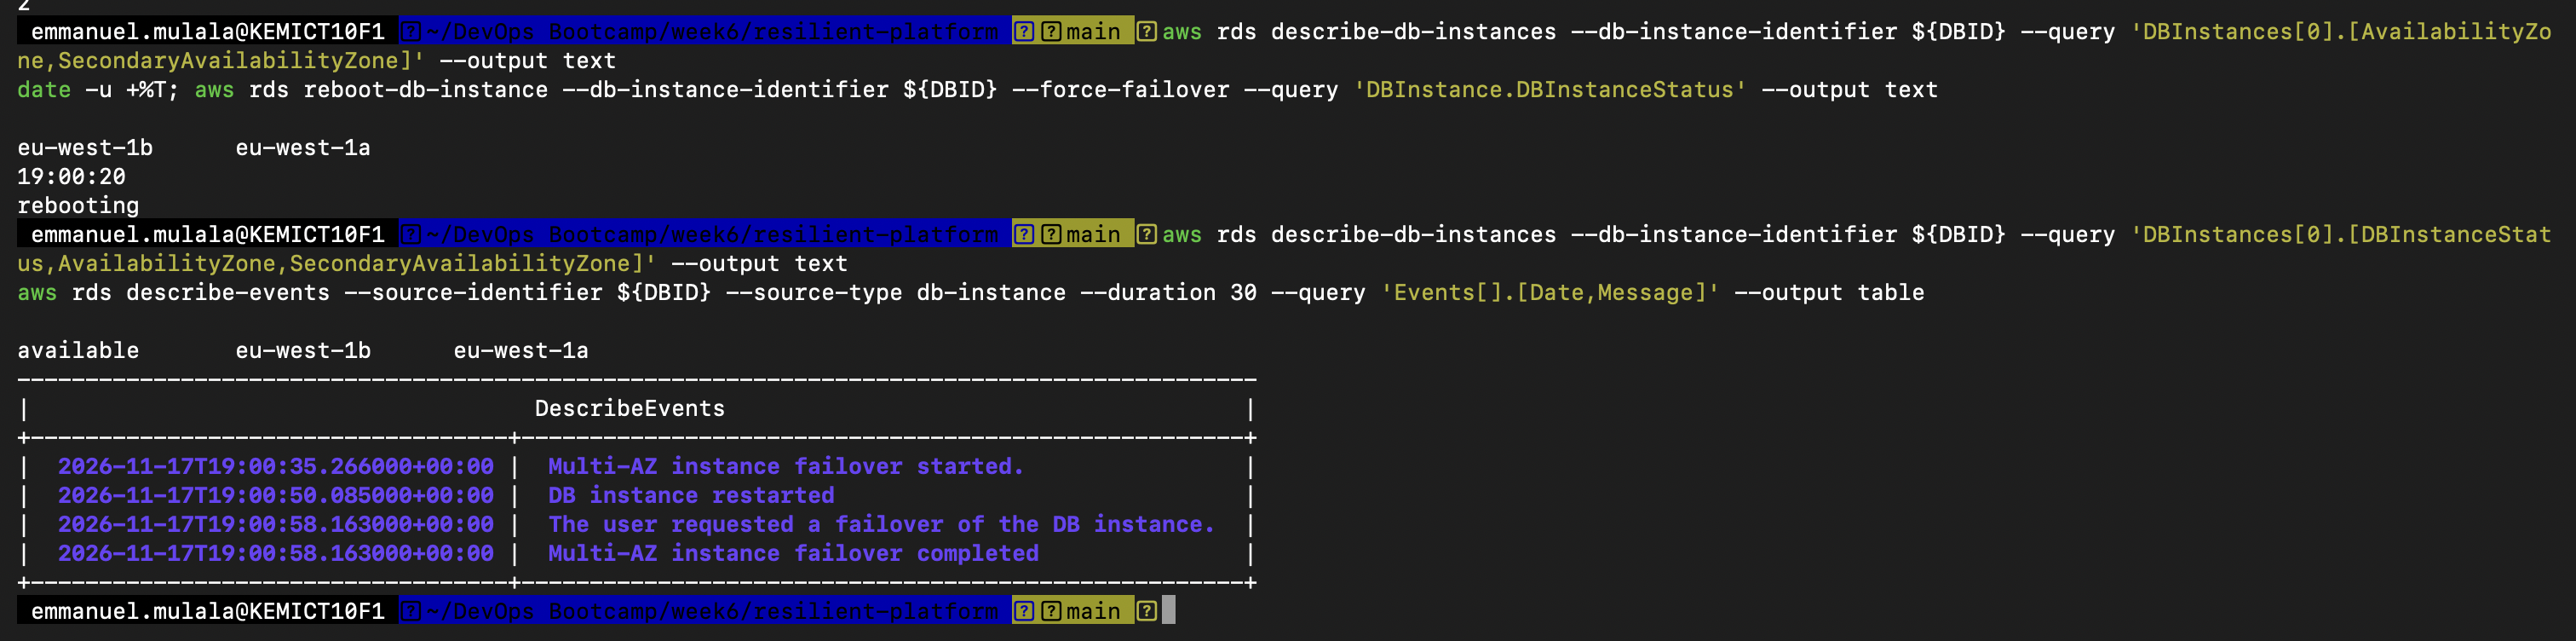 2
emmanuel.mulala@KEMICT10F1 ~/DevOps Bootcamp/week6/resilient-platform main aws rds describe-db-instances --db-instance-identifier ${DBID} --query 'DBInstances[0].[AvailabilityZo
ne,SecondaryAvailabilityZone]' --output text
date -u +%T; aws rds reboot-db-instance --db-instance-identifier ${DBID} --force-failover --query 'DBInstance.DBInstanceStatus' --output text
eu-west-1b eu-west-1a
19:00:20
rebooting
emmanuel.mulala@KEMICT10F1 ~/DevOps Bootcamp/week6/resilient-platform main aws rds describe-db-instances --db-instance-identifier ${DBID} --query 'DBInstances[0].[DBInstanceStat
us,AvailabilityZone,SecondaryAvailabilityZone]' --output text
aws rds describe-events --source-identifier ${DBID} --source-type db-instance --duration 30 --query 'Events[].[Date,Message]' --output table
available eu-west-1b eu-west-1a
DescribeEvents
2026-11-17T19:00:35.266000+00:00 | Multi-AZ instance failover started.
2026-11-17T19:00:50.085000+00:00 | DB instance restarted
2026-11-17T19:00:58.163000+00:00 | The user requested a failover of the DB instance.
2026-11-17T19:00:58.163000+00:00 | Multi-AZ instance failover completed
emmanuel.mulala@KEMICT10F1 ~/DevOps Bootcamp/week6/resilient-platform main